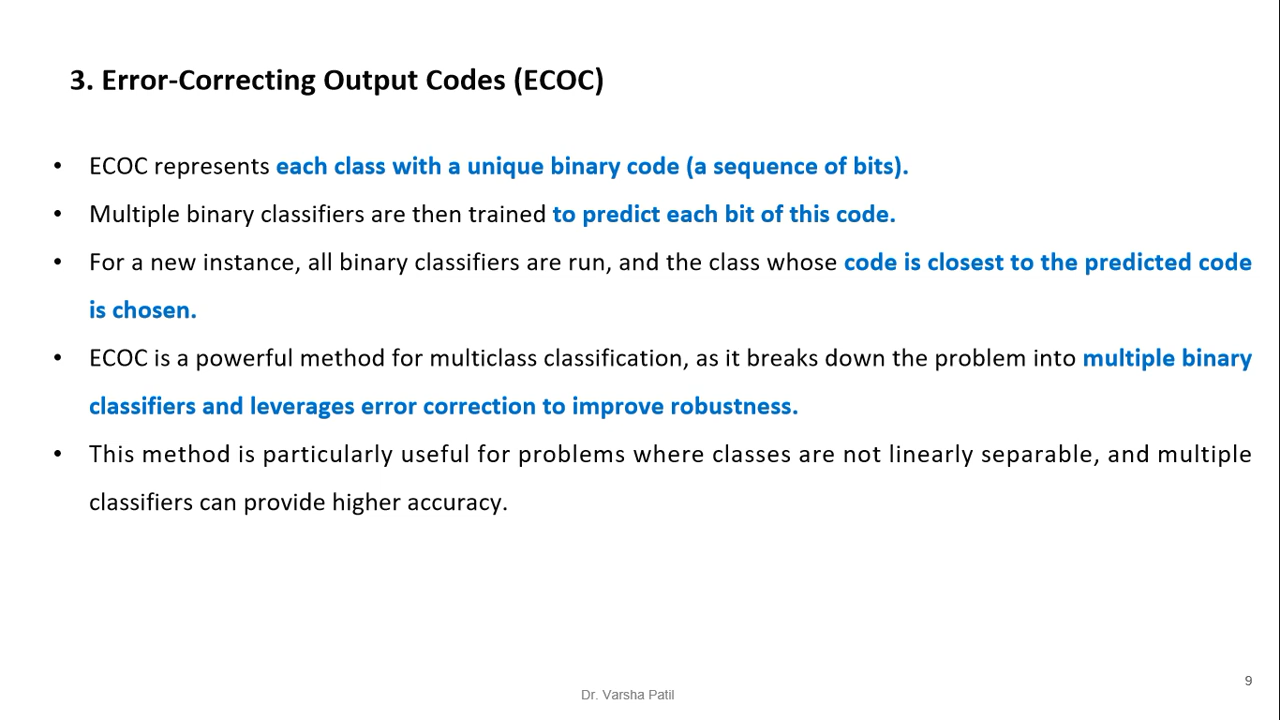 3. Error-Correcting Output Codes (ECOC)
• ECOC represents each class with a unique binary code (a sequence of bits).
• Multiple binary classifiers are then trained to predict each bit of this code.
• For a new instance, all binary classifiers are run, and the class whose code is closest to the predicted code
is chosen.
• ECOC is a powerful method for multiclass classification, as it breaks down the problem into multiple binary
classifiers and leverages error correction to improve robustness.
• This method is particularly useful for problems where classes are not linearly separable, and multiple
classifiers can provide higher accuracy.
9
Dr. Varsha Patil